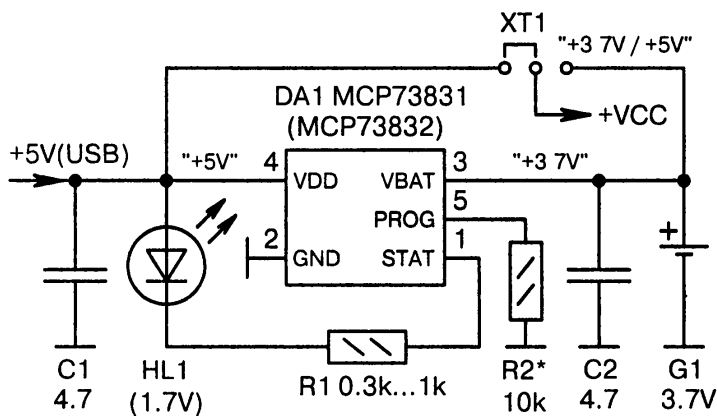 XT1
"+3 7V / +5V"
DA1 MCP73831
(MCP73832)
+VCC
+5V(USB)
"+5V"
4
3
"+3 7V"
VDD
VBAT
PROG
5
2
GND
STAT
1
+
C1
4.7
HL1
(1.7V)
R1 0.3k...1k
R2*
10k
C2
4.7
G1
3.7V